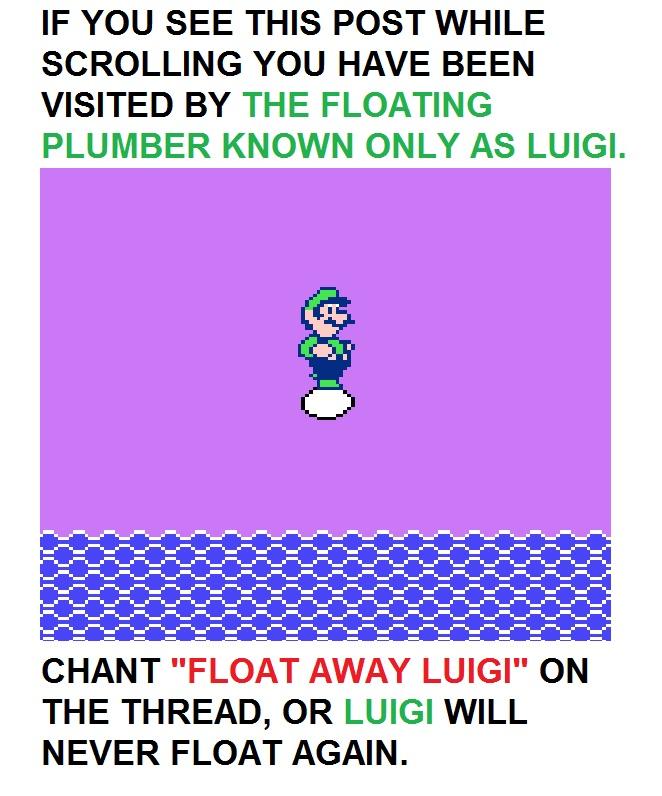 IF YOU SEE THIS POST WHILE
SCROLLING YOU HAVE BEEN
VISITED BY THE FLOATING
PLUMBER KNOWN ONLY AS LUIGI.
CHANT "FLOAT AWAY LUIGI" ON
THE THREAD, OR LUIGI WILL
NEVER FLOAT AGAIN.